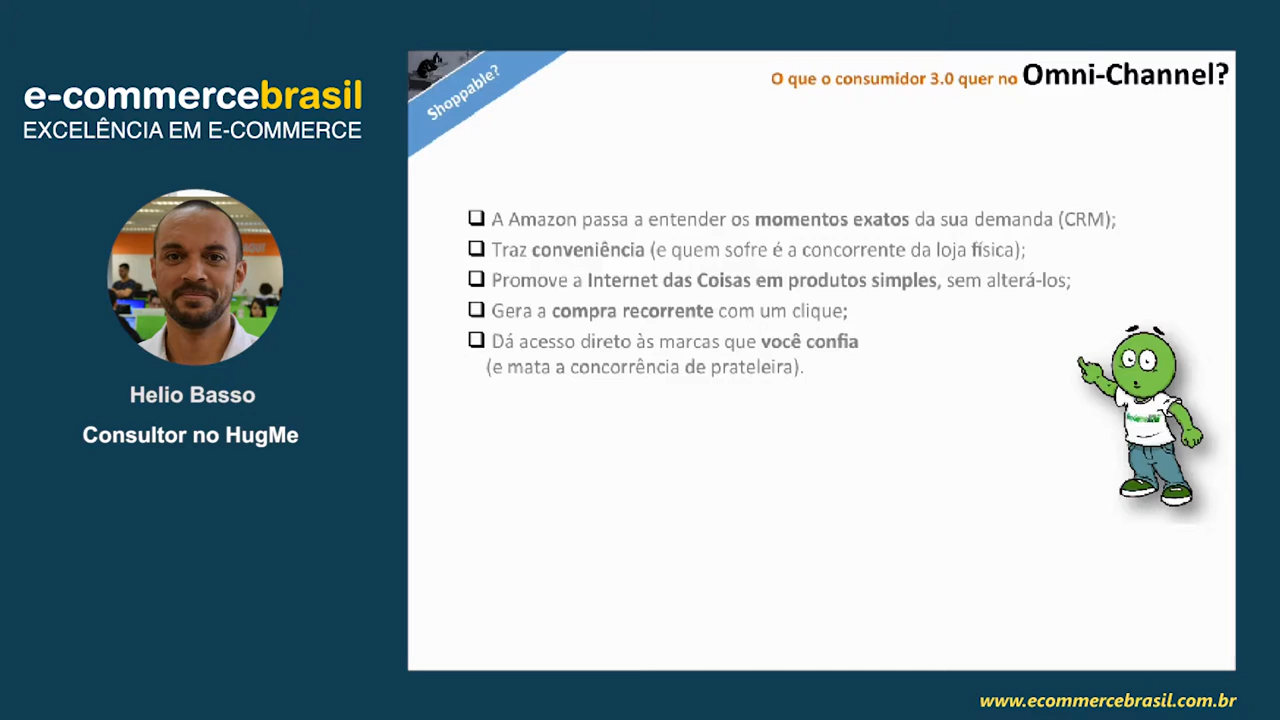 e-commercebrasil
EXCELÊNCIA EM E-COMMERCE
Helio Basso
Consultor no HugMe
Shoppable?
O que o consumidor 3.0 quer no Omni-Channel?
❑ A Amazon passa a entender os momentos exatos da sua demanda (CRM);
❑ Traz conveniência (e quem sofre é a concorrente da loja física);
❑ Promove a Internet das Coisas em produtos simples, sem alterá-los;
❑ Gera a compra recorrente com um clique;
❑ Dá acesso direto às marcas que você confia
(e mata a concorrência de prateleira).
www.ecommercebrasil.com.br